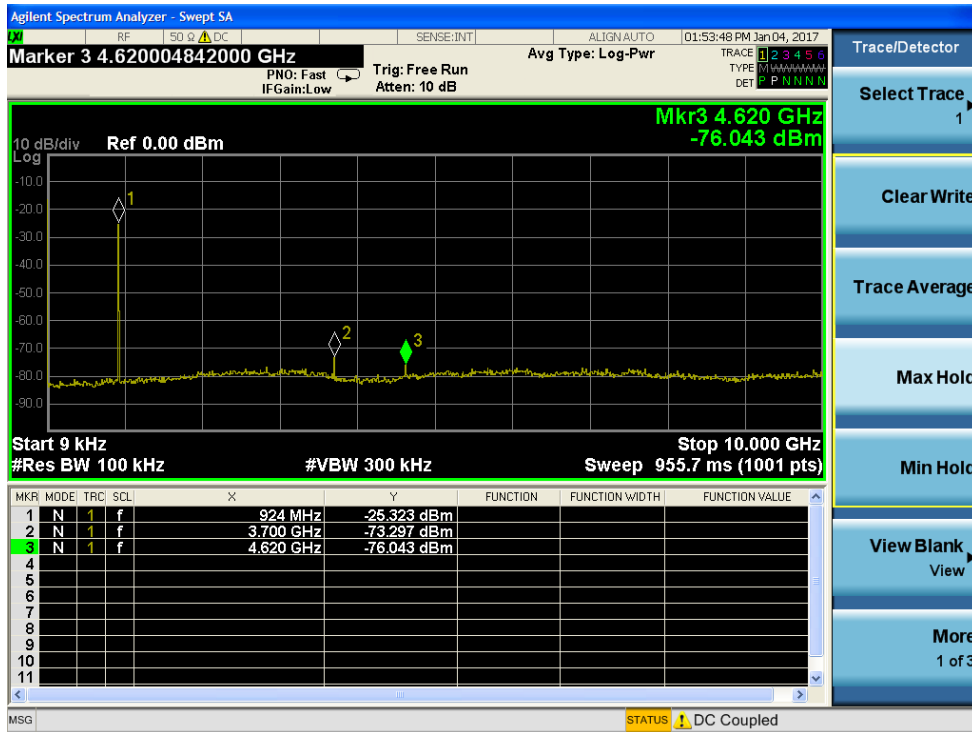 Agilent Spectrum Analyzer - Swept SA
LXI RF 50 Ω DC SENSE:INT ALIGN AUTO 01:53:48 PM Jan 04, 2017
Marker 3 4.620004842000 GHz
PNO: Fast
IFGain:Low
Trig: Free Run
Atten: 10 dB
Avg Type: Log-Pwr
TRACE 1 2 3 4 5 6
TYPE M WWWWW
DET P P N N N N
Mkr3 4.620 GHz
-76.043 dBm
10 dB/div Ref 0.00 dBm
Log
-10.0
-20.0
-30.0
-40.0
-50.0
-60.0
-70.0
-80.0
-90.0
1
2
3
Start 9 kHz Stop 10.000 GHz
#Res BW 100 kHz #VBW 300 kHz Sweep 955.7 ms (1001 pts)
MKR MODE TRC SCL X Y FUNCTION FUNCTION WIDTH FUNCTION VALUE
1 N 1 f 924 MHz -25.323 dBm
2 N 1 f 3.700 GHz -73.297 dBm
3 N 1 f 4.620 GHz -76.043 dBm
4
5
6
7
8
9
10
11
MSG STATUS DC Coupled
Trace/Detector
Select Trace
1
Clear Write
Trace Average
Max Hold
Min Hold
View Blank
View
More
1 of 3